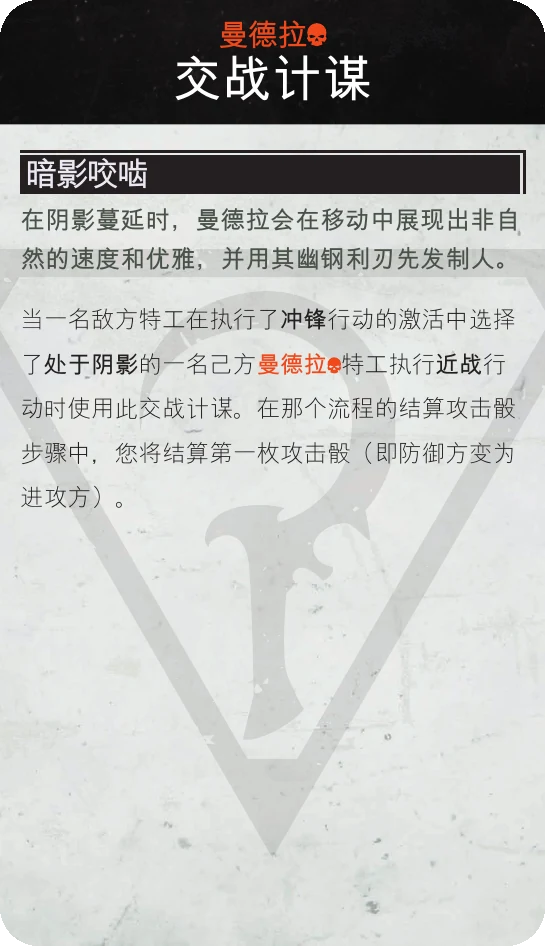 曼德拉
交战计谋
暗影咬啮
在阴影蔓延时，曼德拉会在移动中展现出非自
然的速度和优雅，并用其幽钢利刃先发制人。
当一名敌方特工在执行了冲锋行动的激活中选择
了处于阴影的一名己方曼德拉特工执行近战行
动时使用此交战计谋。在那个流程的结算攻击骰
步骤中，您将结算第一枚攻击骰（即防御方变为
进攻方）。